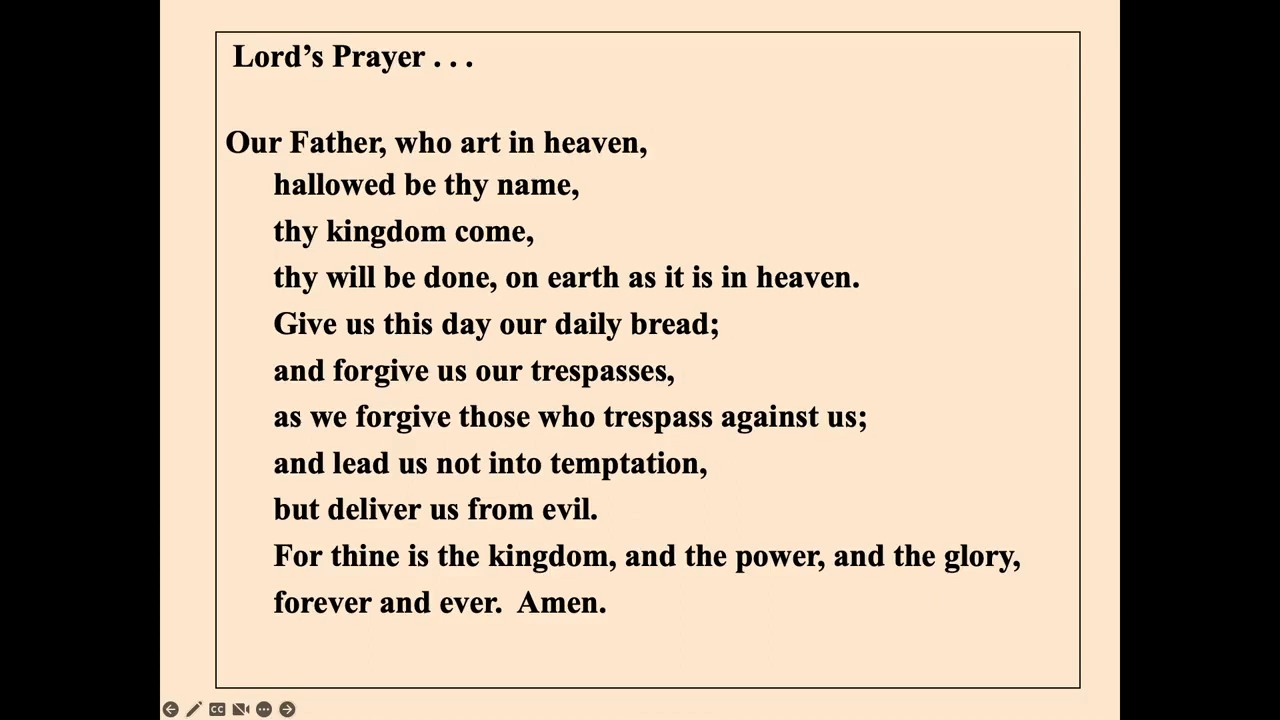 Lord’s Prayer . . .
Our Father, who art in heaven,
hallowed be thy name,
thy kingdom come,
thy will be done, on earth as it is in heaven.
Give us this day our daily bread;
and forgive us our trespasses,
as we forgive those who trespass against us;
and lead us not into temptation,
but deliver us from evil.
For thine is the kingdom, and the power, and the glory,
forever and ever.  Amen.
CC